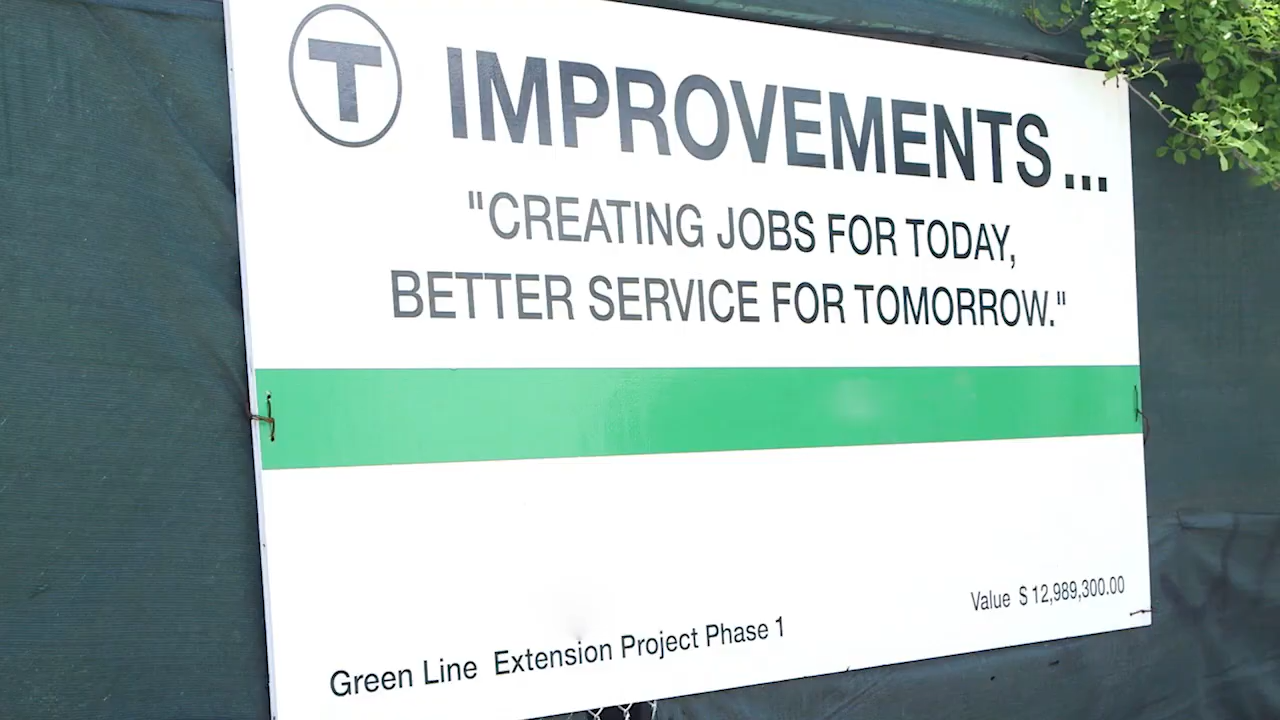 T IMPROVEMENTS...
"CREATING JOBS FOR TODAY,
BETTER SERVICE FOR TOMORROW."
Value $12,989,300.00
Green Line Extension Project Phase 1